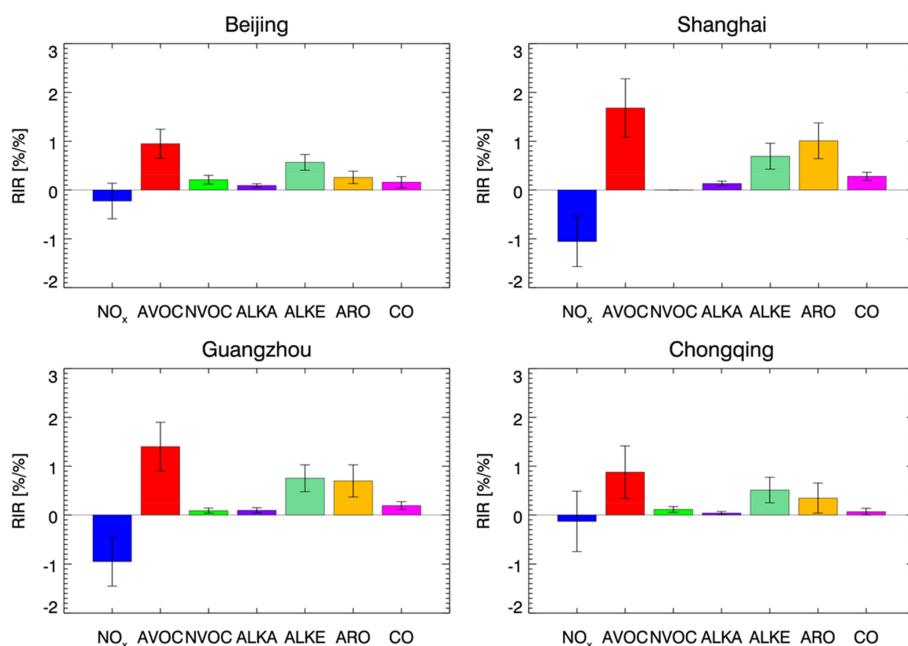 Beijing
3
2
1
0
-1
-2
RIR [%/%]
NOx AVOC NVOC ALKA ALKE ARO CO
Shanghai
3
2
1
0
-1
-2
RIR [%/%]
NOx AVOC NVOC ALKA ALKE ARO CO
Guangzhou
3
2
1
0
-1
-2
RIR [%/%]
NOx AVOC NVOC ALKA ALKE ARO CO
Chongqing
3
2
1
0
-1
-2
RIR [%/%]
NOx AVOC NVOC ALKA ALKE ARO CO